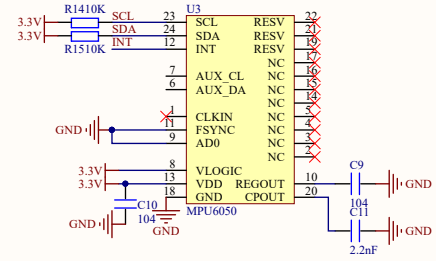 U3
3.3V R14 10K SCL 23 SCL RESV 22
3.3V SDA 24 SDA RESV 21
R15 10K INT 12 INT RESV 19
NC 17
7 AUX_CL NC 16
6 AUX_DA NC 15
NC 14
1 CLKIN NC 5
GND 11 FSYNC NC 4
9 AD0 NC 3
NC 2
3.3V 8 VLOGIC C9
3.3V 13 VDD REGOUT 10 GND
18 GND CPOUT 20 104
C10 MPU6050 C11
104
GND GND GND
2.2nF